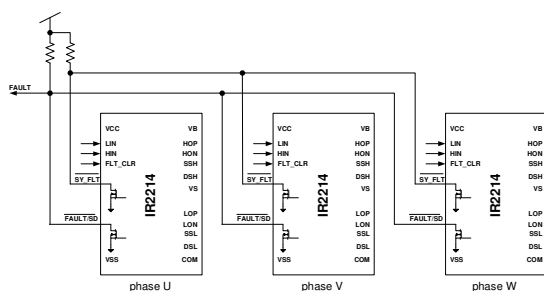 FAULT
VCC
LIN
HIN
FLT_CLR
SY_FLT
FAULT/SD
VSS
IR2214
VB
HOP
HON
SSH
DSH
VS
LOP
LON
SSL
DSL
COM
phase U
VCC
LIN
HIN
FLT_CLR
SY_FLT
FAULT/SD
VSS
IR2214
VB
HOP
HON
SSH
DSH
VS
LOP
LON
SSL
DSL
COM
phase V
VCC
LIN
HIN
FLT_CLR
SY_FLT
FAULT/SD
VSS
IR2214
VB
HOP
HON
SSH
DSH
VS
LOP
LON
SSL
DSL
COM
phase W